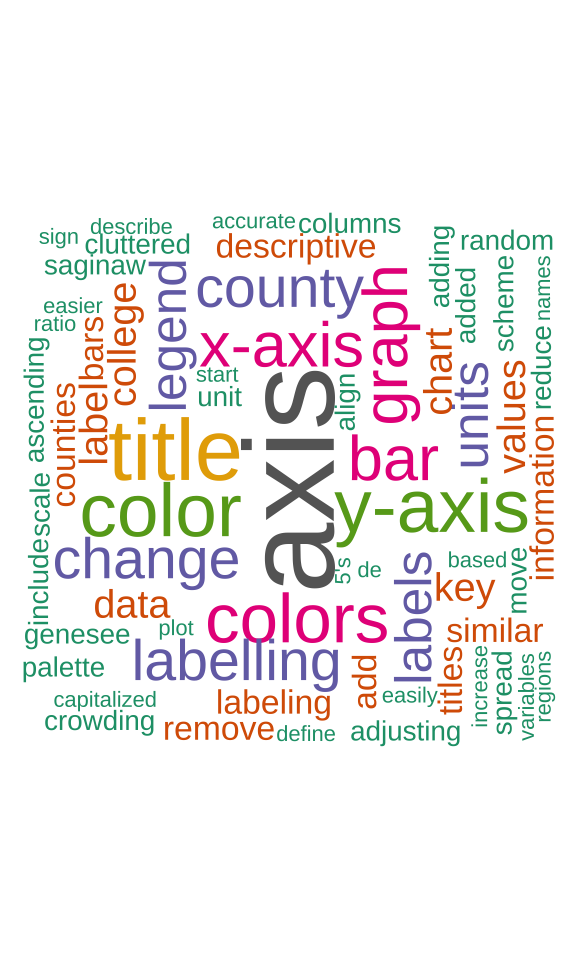 describe
accurate
columns
sign
cluttered
descriptive
random
saginaw
legend
county
adding
added
scheme
names
easier
ratio
bars
college
x-axis
graph
chart
reduce
ascending
label
counties
start
unit
align
units
values
title
axis
bar
information
color
y-axis
scale
include
change
5's
de
based
labels
key
move
data
colors
plot
genesee
similar
palette
labelling
add
titles
increase
spread
variables
regions
capitalized
labeling
easily
crowding
remove
define
adjusting